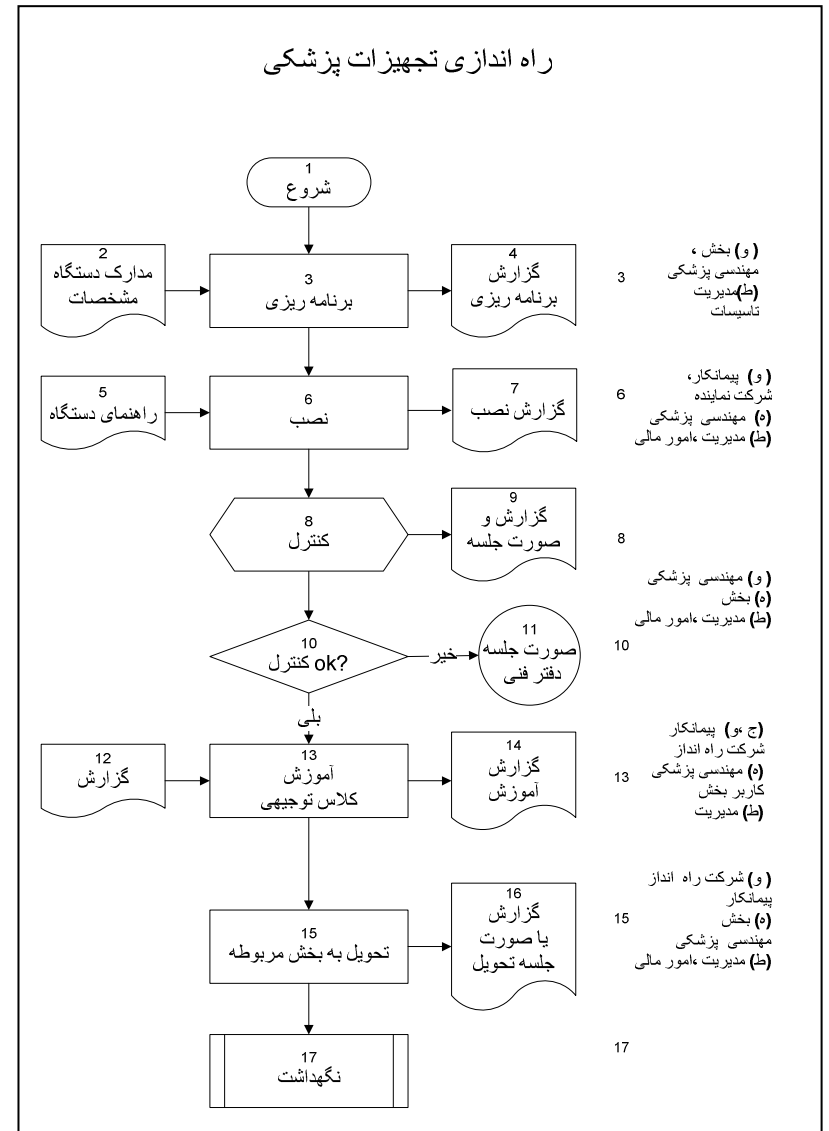 راه اندازی تجهیزات پزشکی
1
شروع
2
مدارک دستگاه
مشخصات
3
برنامه ریزی
4
گزارش
برنامه ریزی
3
( و) بخش ،
مهندسی پزشکی
(ط)مدیریت
تاسیسات
5
راهنمای دستگاه
6
نصب
7
گزارش نصب
6
( و) پیمانکار،
شرکت نماینده
(ه) مهندسی پزشکی
(ط) مدیریت ،امور مالی
8
کنترل
9
گزارش و
صورت جلسه
8
( و) مهندسی پزشکی
(ه) بخش
(ط) مدیریت ،امور مالی
10
کنترل ok?
خیر
11
صورت جلسه
دفتر فنی
10
بلی
12
گزارش
13
آموزش
کلاس توجیهی
14
گزارش
آموزش
13
(ج ،و) پیمانکار
شرکت راه انداز
(ه) مهندسی پزشکی
کاربر بخش
(ط) مدیریت
15
تحویل به بخش مربوطه
16
گزارش
یا صورت
جلسه تحویل
15
( و) شرکت راه انداز
پیمانکار
(ه) بخش
مهندسی پزشکی
(ط) مدیریت ،امور مالی
17
نگهداشت
17